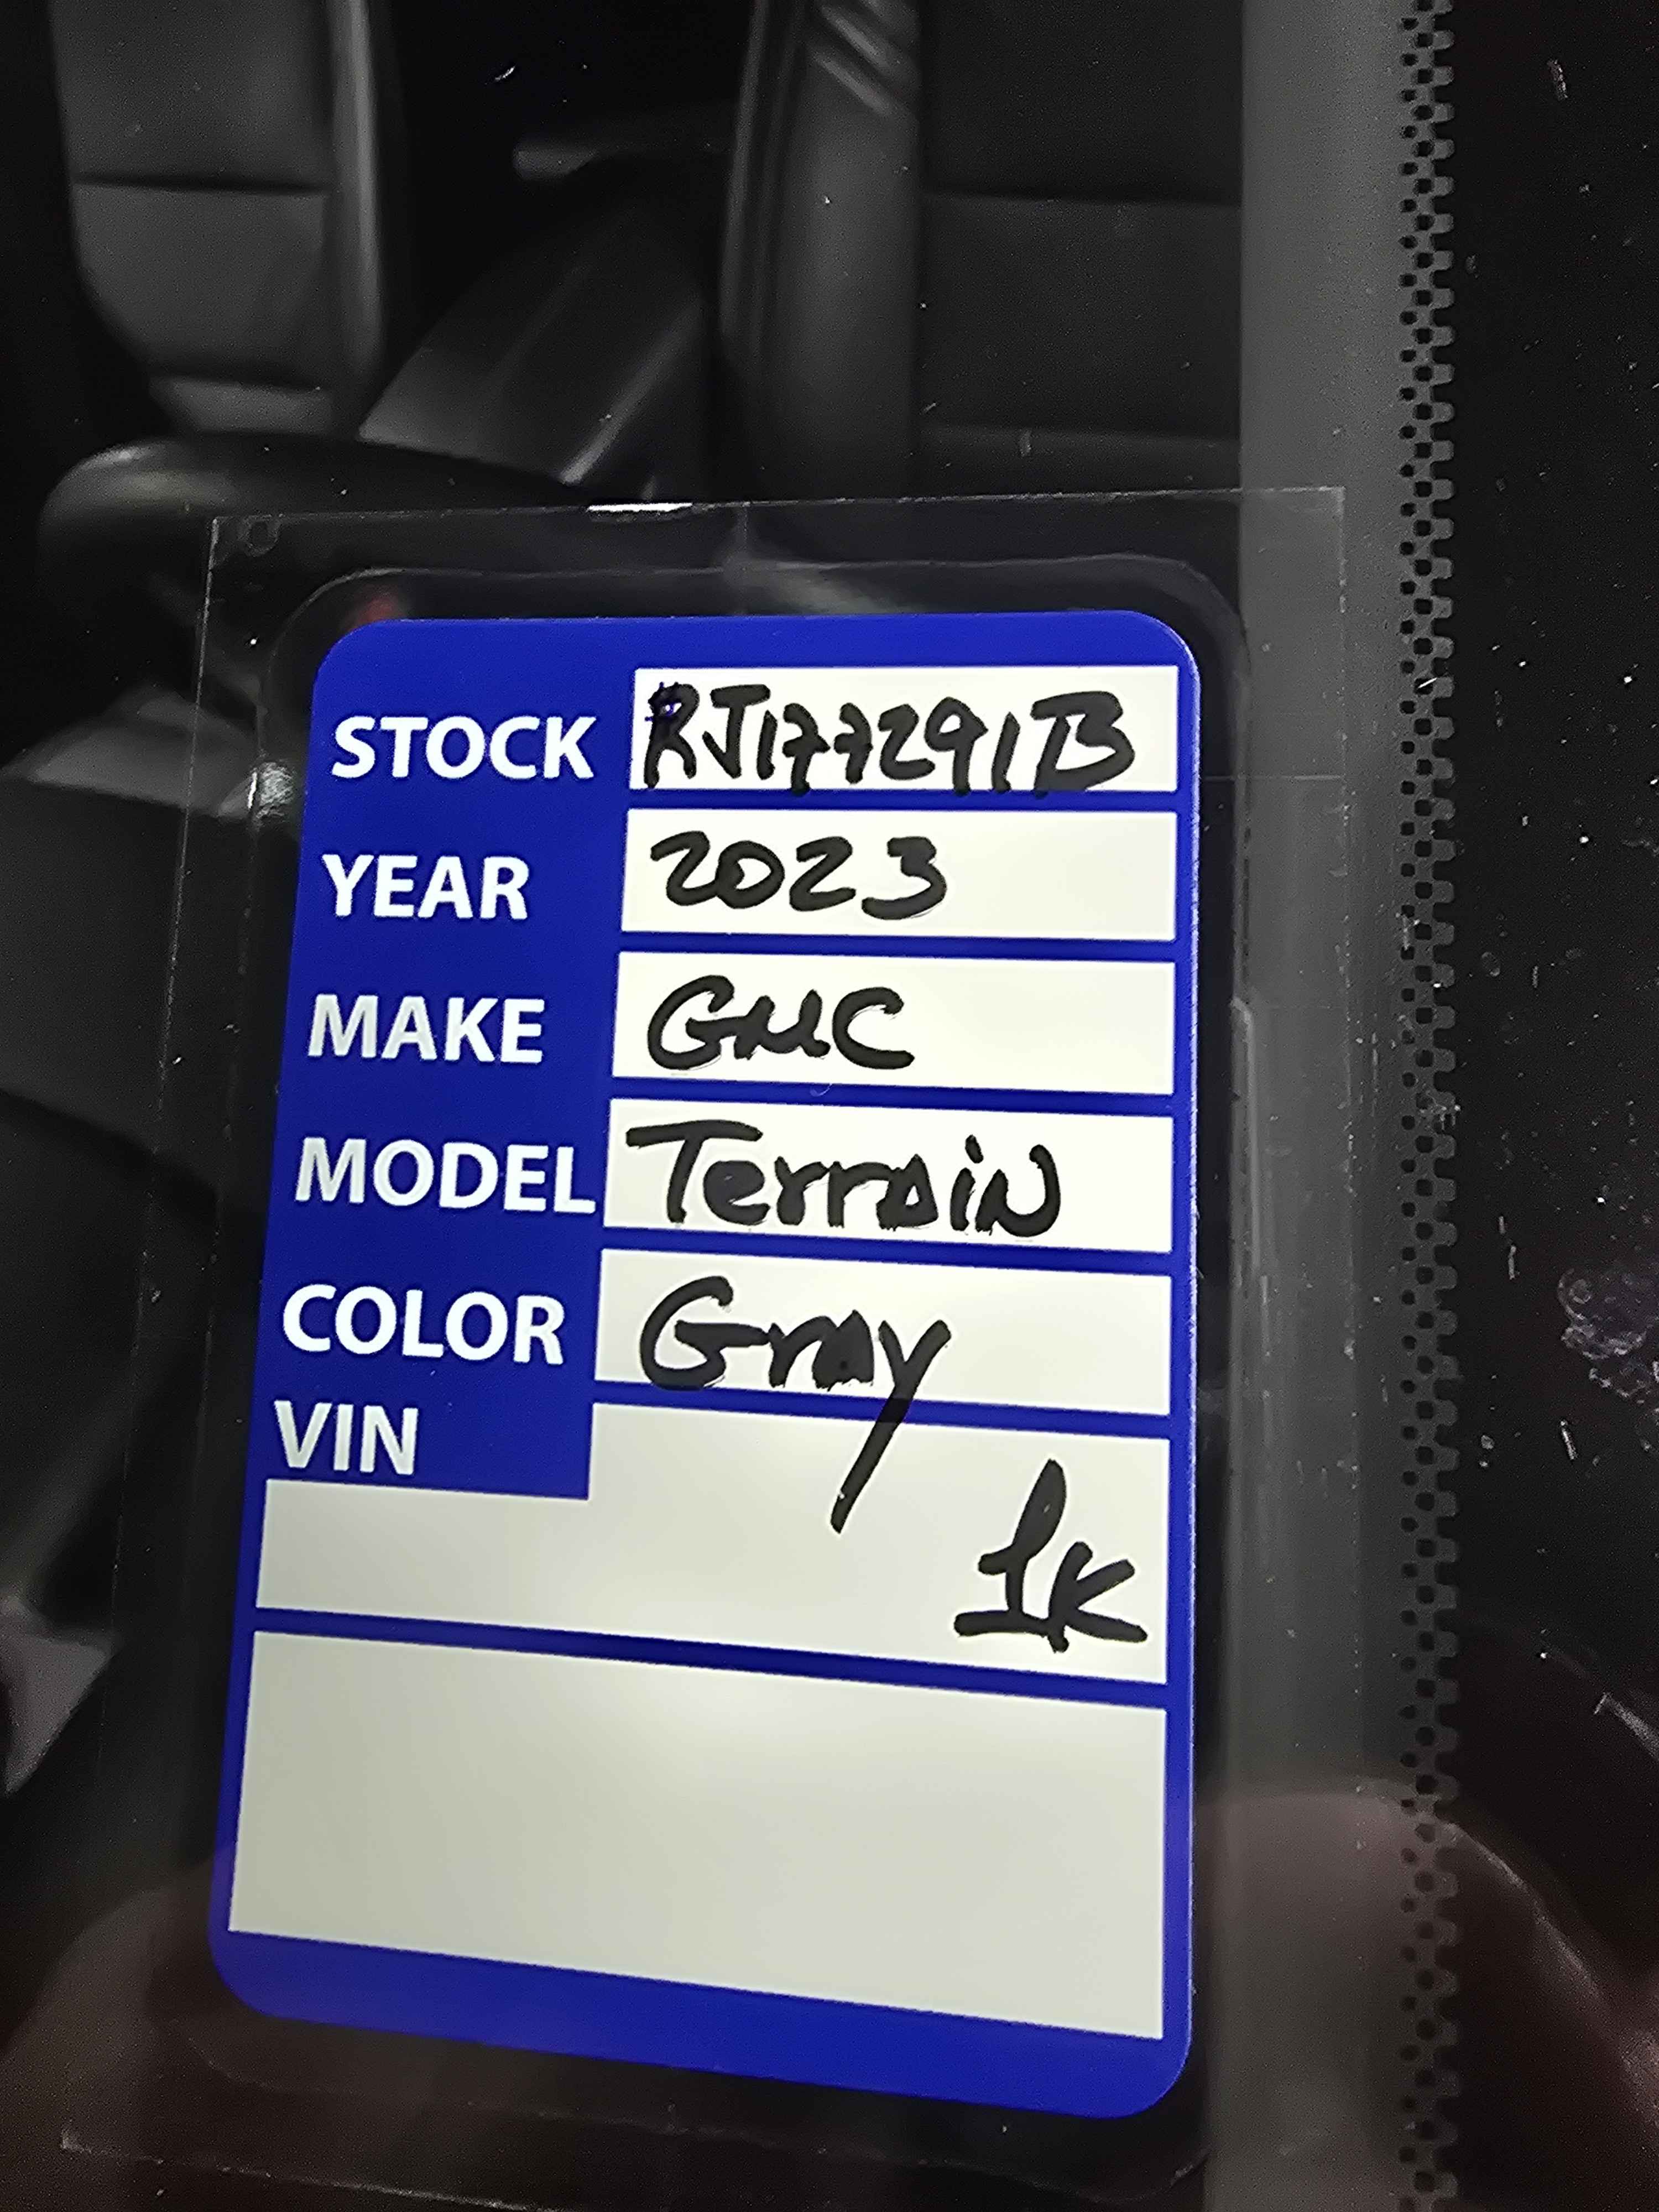 STOCK #RJ177291B
YEAR 2023
MAKE GMC
MODEL Terrain
COLOR Gray
VIN
1K